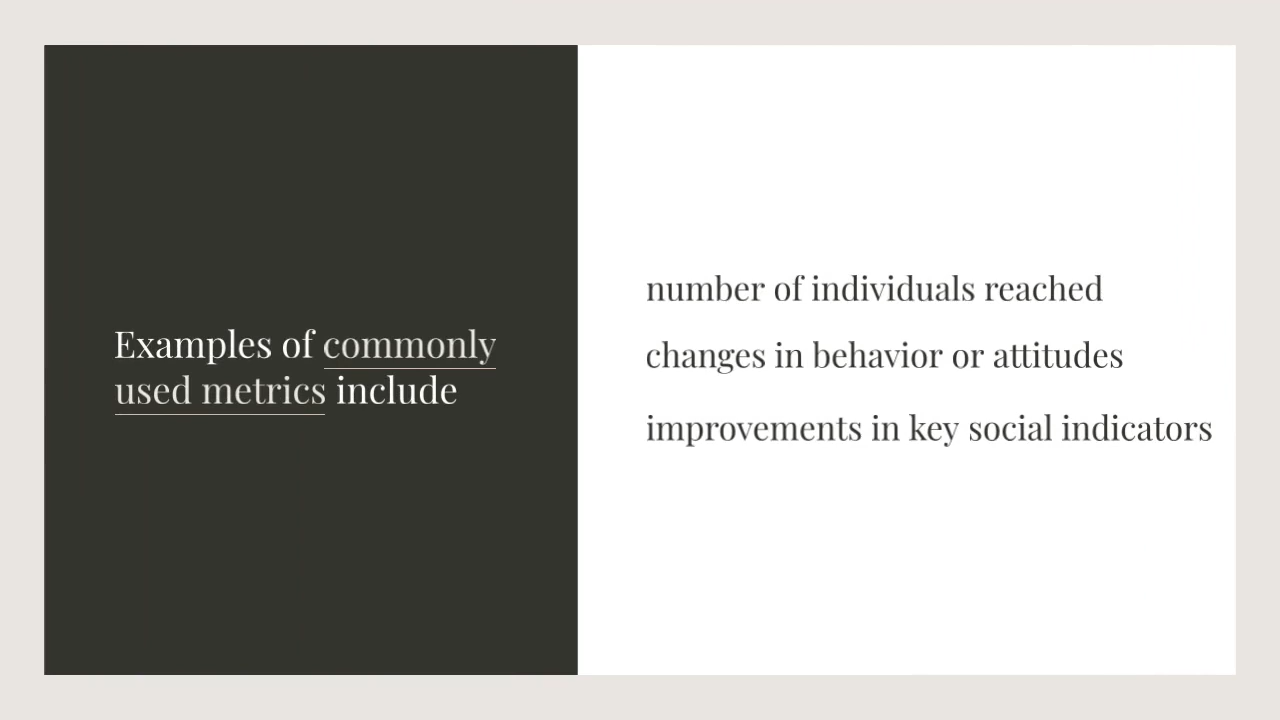 Examples of commonly
used metrics include
number of individuals reached
changes in behavior or attitudes
improvements in key social indicators